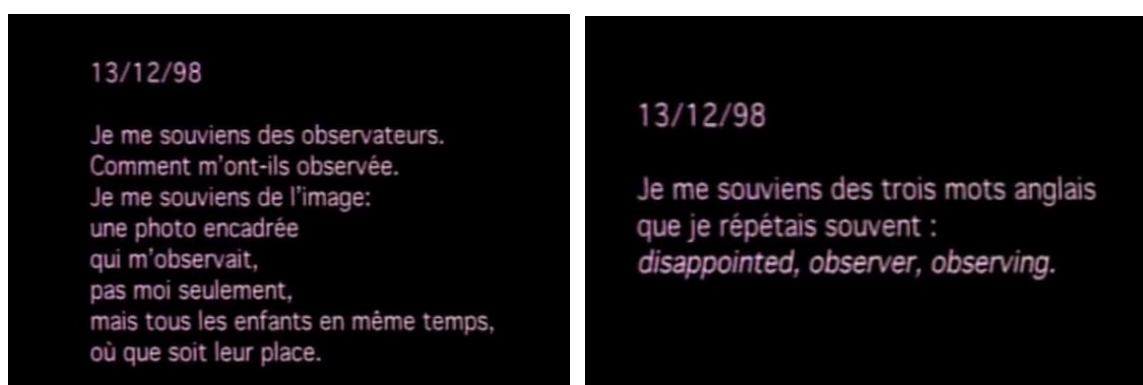 13/12/98
Je me souviens des observateurs.
Comment m'ont-ils observée.
Je me souviens de l'image:
une photo encadrée
qui m'observait,
pas moi seulement,
mais tous les enfants en même temps,
où que soit leur place.
13/12/98
Je me souviens des trois mots anglais
que je répétais souvent :
disappointed, observer, observing.